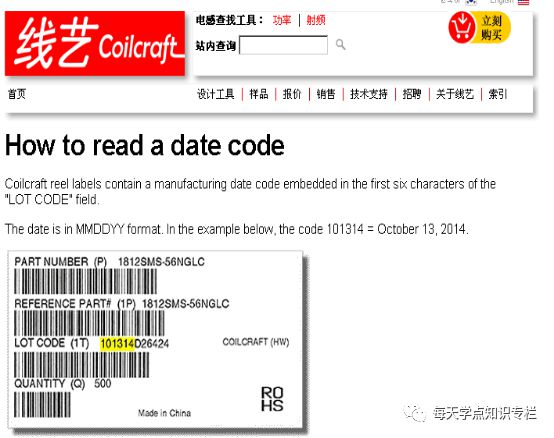 English
线艺 Coilcraft
电感查找工具： 功率 | 射频
站内查询
立刻
购买
首页
设计工具 | 样品 | 报价 | 销售 | 技术支持 | 招聘 | 关于线艺 | 索引
How to read a date code
Coilcraft reel labels contain a manufacturing date code embedded in the first six characters of the
"LOT CODE" field.
The date is in MMDDYY format. In the example below, the code 101314 = October 13, 2014.
PART NUMBER (P) 1812SMS-56NGLC
REFERENCE PART# (1P) 1812SMS-56NGLC
LOT CODE (1T) 101314D26424 COILCRAFT (HW)
QUANTITY (Q) 500
RO
HS
Made in China
每天学点知识专栏